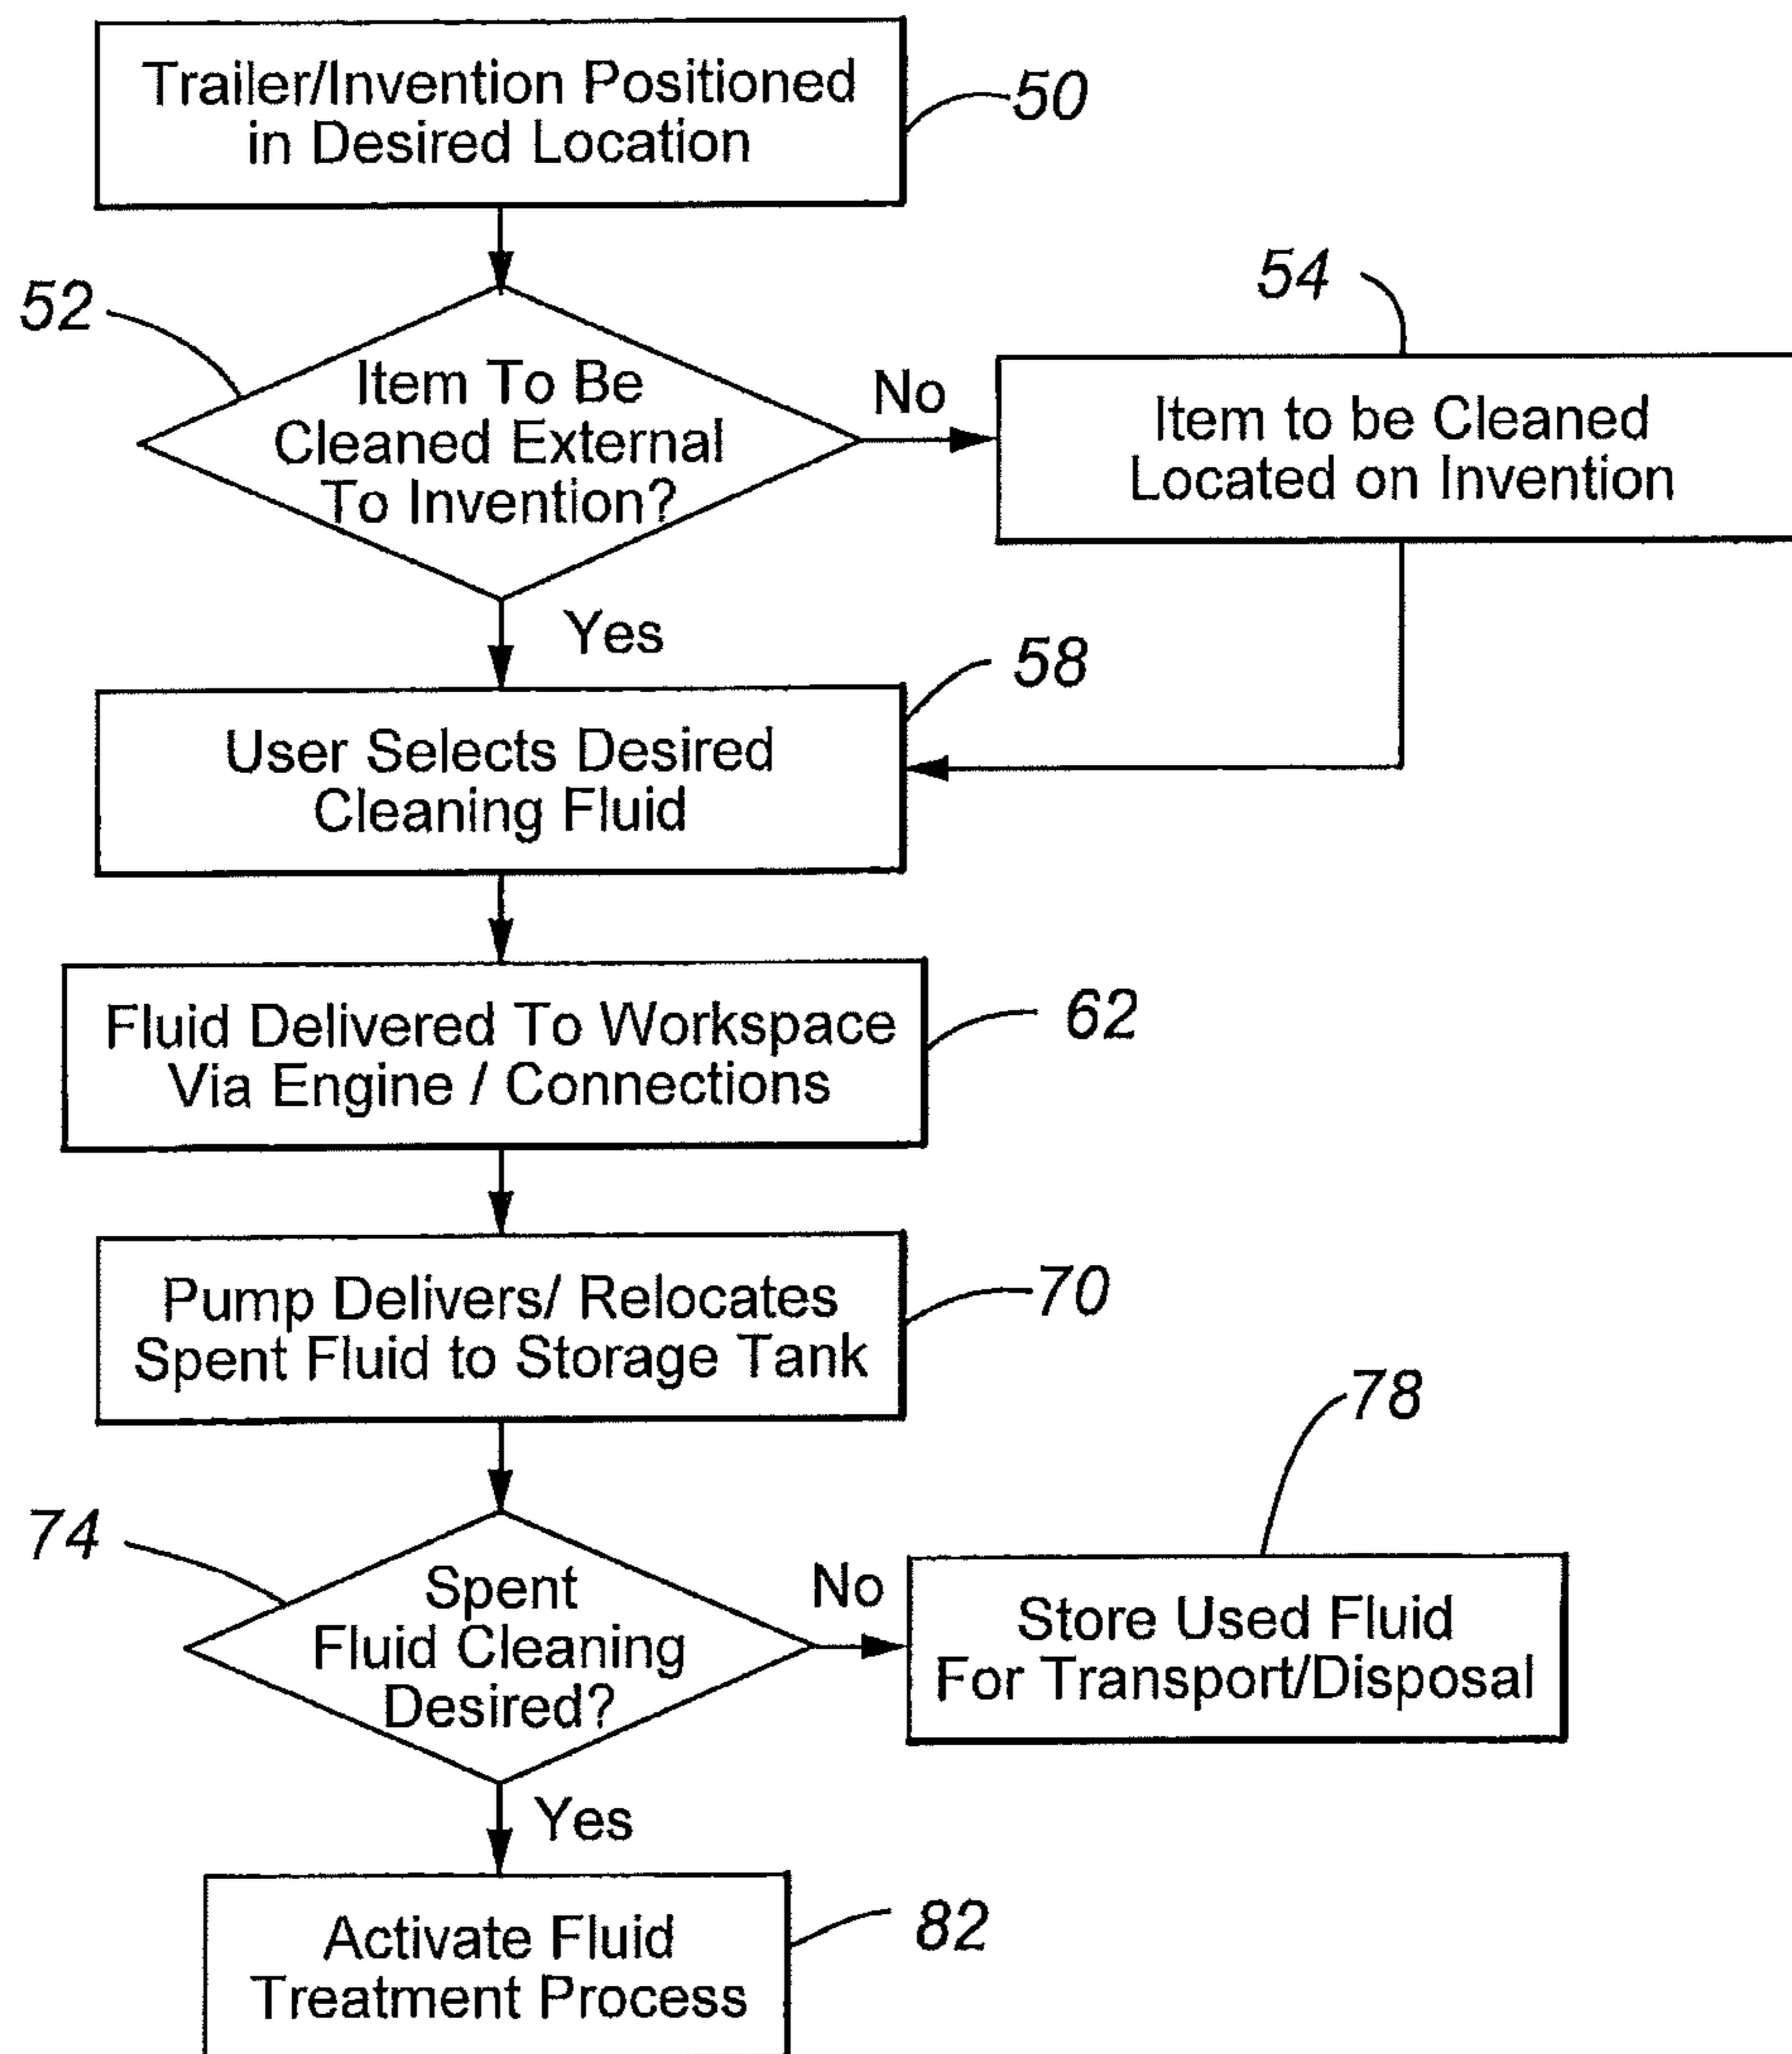 Trailer/Invention Positioned
in Desired Location
50
52
Item To Be
Cleaned External
To Invention?
No
54
Item to be Cleaned
Located on Invention
Yes
58
User Selects Desired
Cleaning Fluid
Fluid Delivered To Workspace
Via Engine / Connections
62
Pump Delivers/ Relocates
Spent Fluid to Storage Tank
70
74
Spent
Fluid Cleaning
Desired?
No
78
Store Used Fluid
For Transport/Disposal
Yes
Activate Fluid
Treatment Process
82